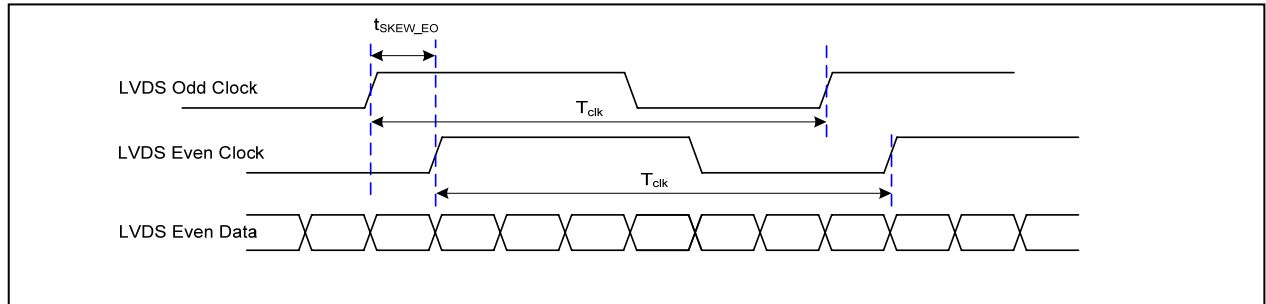 tSKEW_EO
LVDS Odd Clock
Tclk
LVDS Even Clock
Tclk
LVDS Even Data